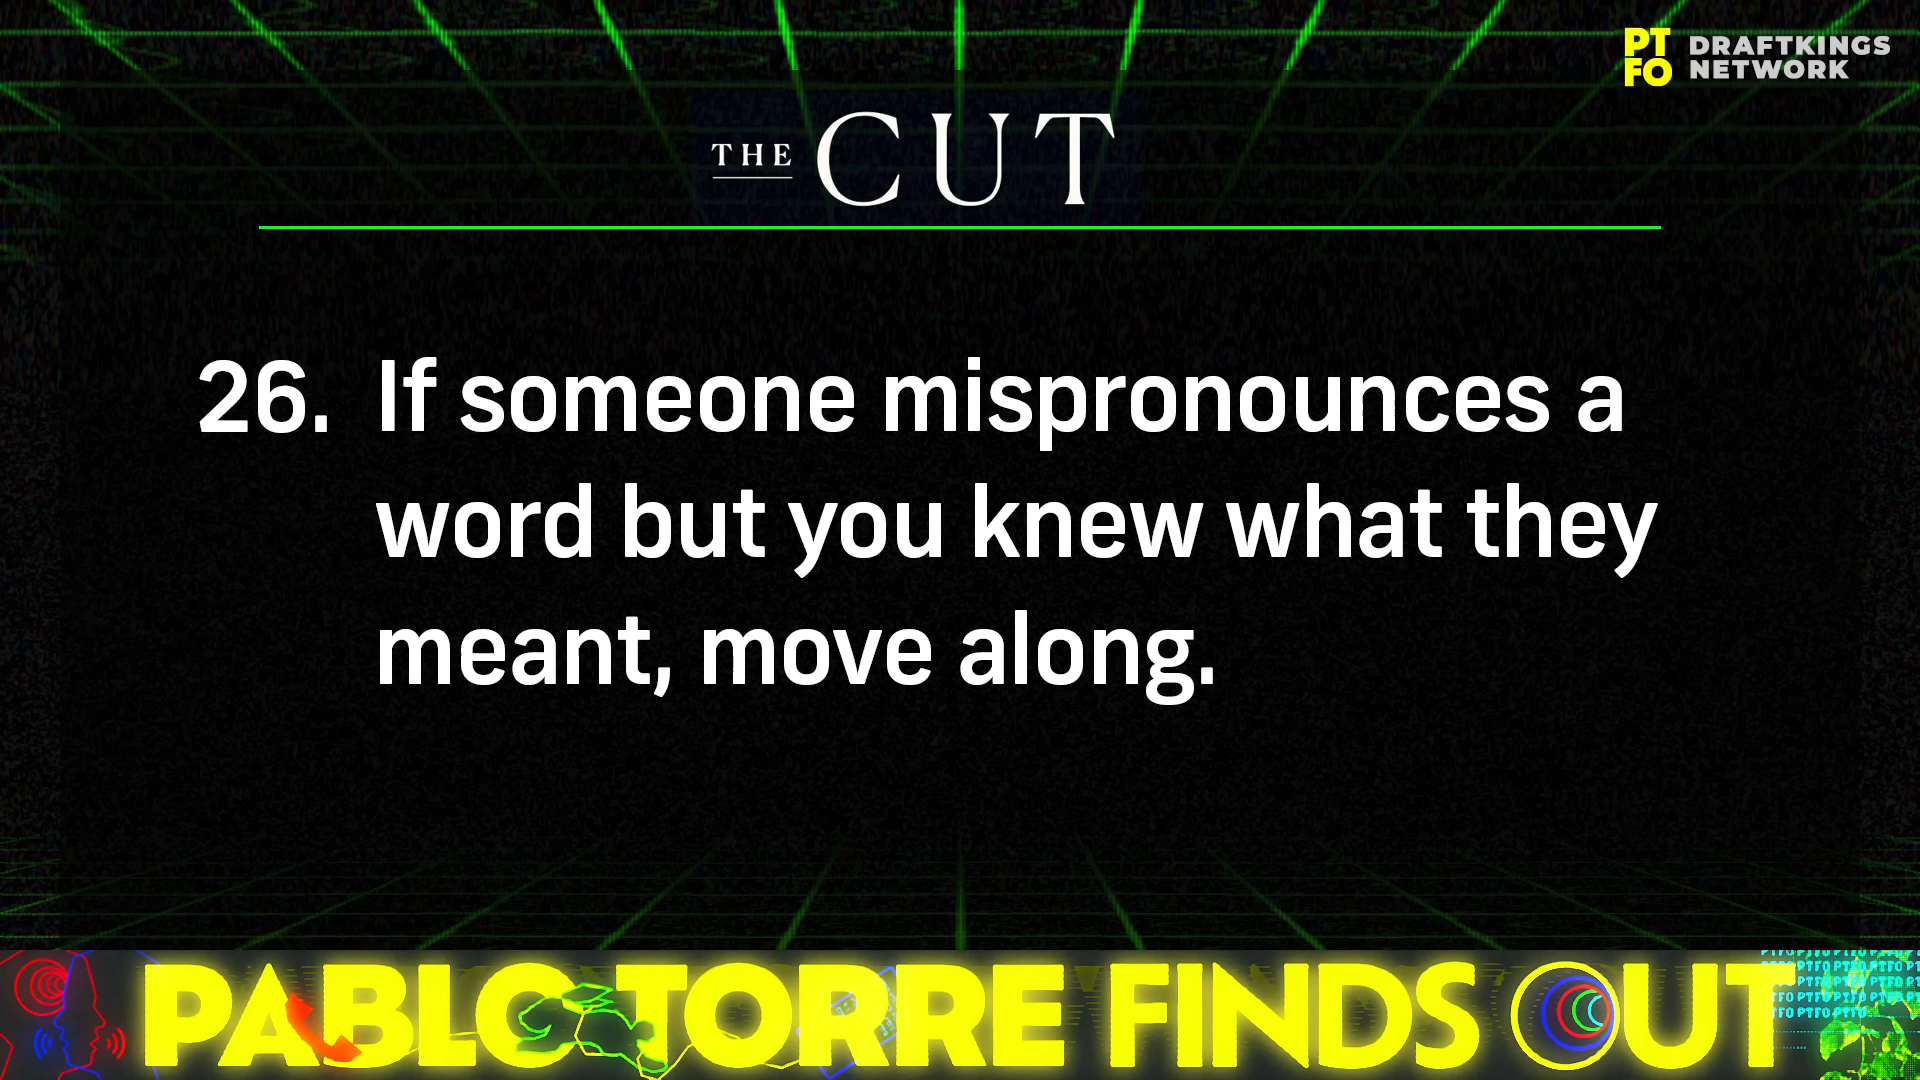 PT
FO
DRAFTKINGS
NETWORK
THE CUT
26. If someone mispronounces a
word but you knew what they
meant, move along.
PABLO TORRE FINDS OUT